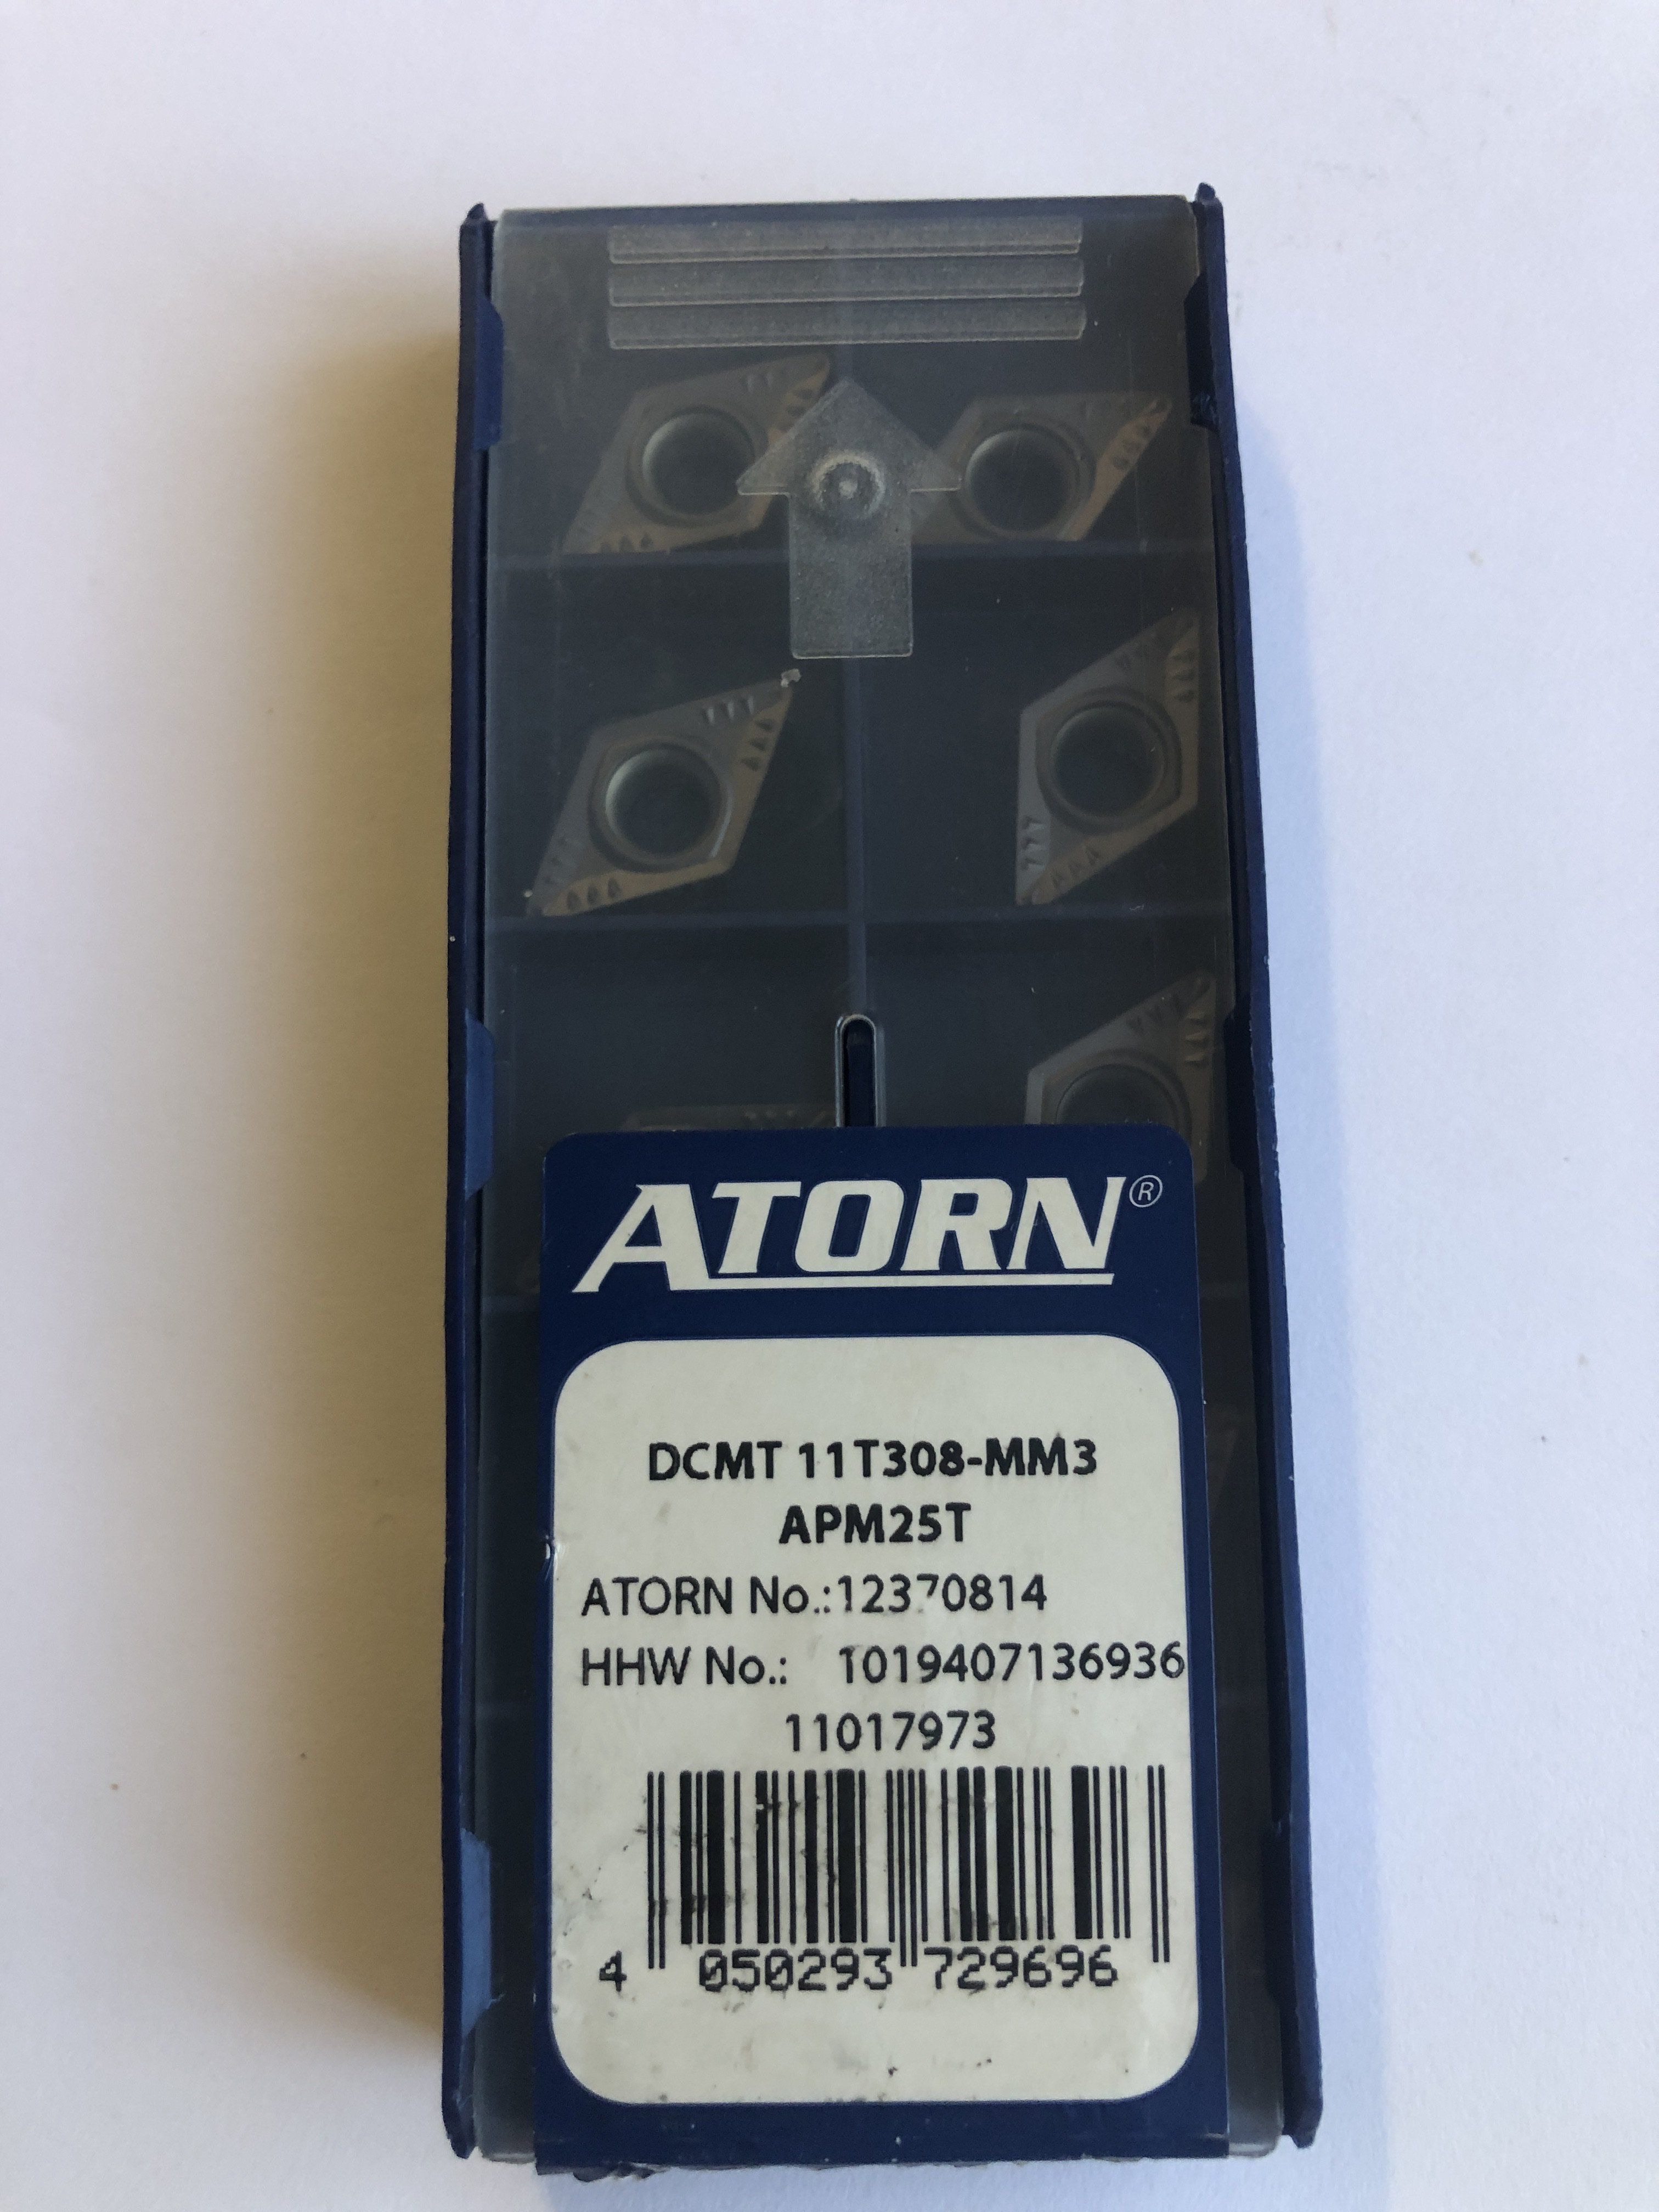 ATORN®
DCMT 11T308-MM3
APM25T
ATORN No.:12370814
HHW No.: 1019407136936
11017973
4 050293 729696